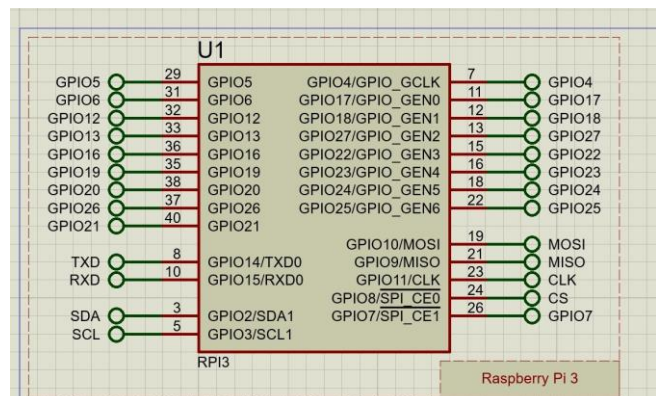 U1
GPIO5 29 GPIO5 GPIO4/GPIO_GCLK 7 GPIO4
GPIO6 31 GPIO6 GPIO17/GPIO_GEN0 11 GPIO17
GPIO12 32 GPIO12 GPIO18/GPIO_GEN1 12 GPIO18
GPIO13 33 GPIO13 GPIO27/GPIO_GEN2 13 GPIO27
GPIO16 36 GPIO16 GPIO22/GPIO_GEN3 15 GPIO22
GPIO19 35 GPIO19 GPIO23/GPIO_GEN4 16 GPIO23
GPIO20 38 GPIO20 GPIO24/GPIO_GEN5 18 GPIO24
GPIO26 37 GPIO26 GPIO25/GPIO_GEN6 22 GPIO25
GPIO21 40 GPIO21
GPIO10/MOSI 19 MOSI
TXD 8 GPIO14/TXD0 GPIO9/MISO 21 MISO
RXD 10 GPIO15/RXD0 GPIO11/CLK 23 CLK
GPIO8/SPI_CE0 24 CS
SDA 3 GPIO2/SDA1 GPIO7/SPI_CE1 26 GPIO7
SCL 5 GPIO3/SCL1
RPI3
Raspberry Pi 3